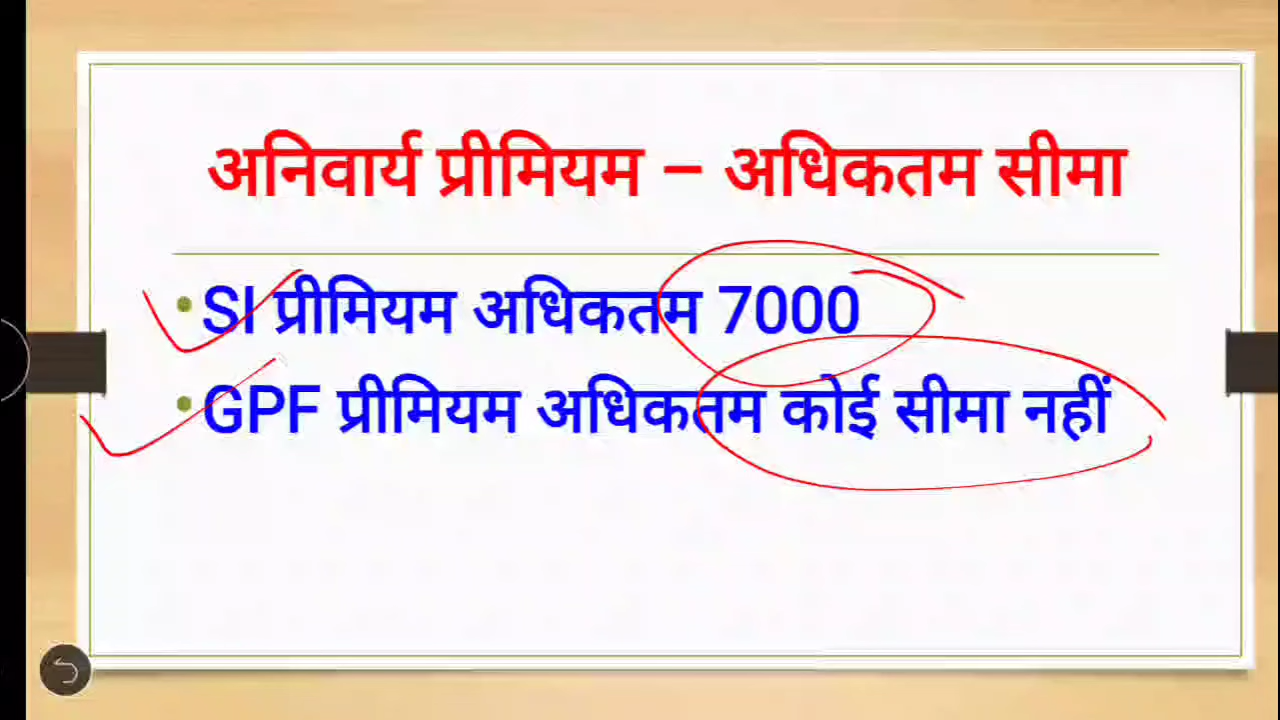 अनिवार्य प्रीमियम – अधिकतम सीमा
• SI प्रीमियम अधिकतम 7000
• GPF प्रीमियम अधिकतम कोई सीमा नहीं